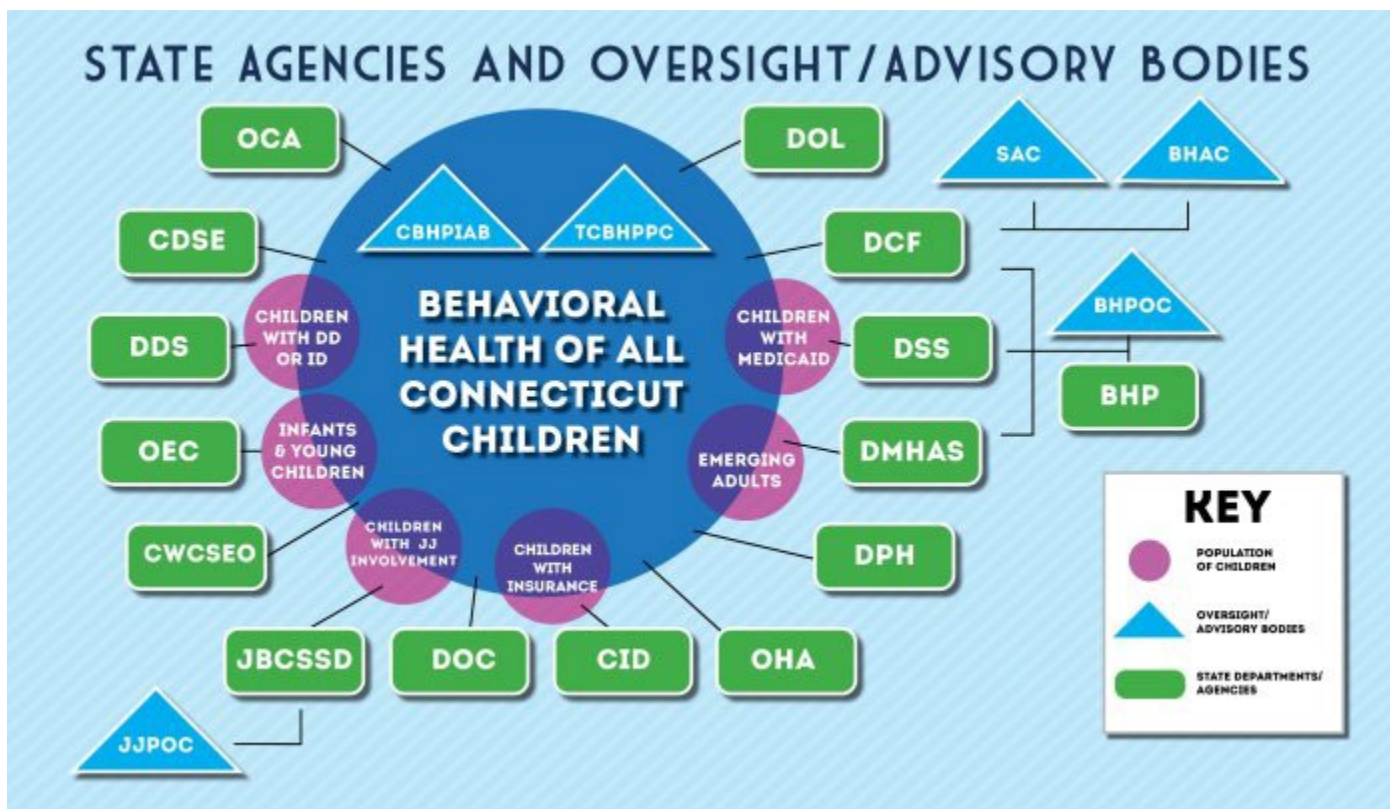 STATE AGENCIES AND OVERSIGHT/ADVISORY BODIES
OCA
DOL
SAC
BHAC
CBHPIAB
TCBHPPC
CDSE
DCF
BEHAVIORAL
HEALTH OF ALL
CONNECTICUT
CHILDREN
CHILDREN
WITH DD
OR ID
CHILDREN
WITH
MEDICAID
BHPOC
DDS
DSS
BHP
OEC
INFANTS
& YOUNG
CHILDREN
EMERGING
ADULTS
DMHAS
CWCSEO
CHILDREN
WITH JJ
INVOLVEMENT
CHILDREN
WITH
INSURANCE
DPH
JBCSSD
DOC
CID
OHA
JJPOC
KEY
POPULATION
OF CHILDREN
OVERSIGHT/
ADVISORY BODIES
STATE DEPARTMENTS/
AGENCIES